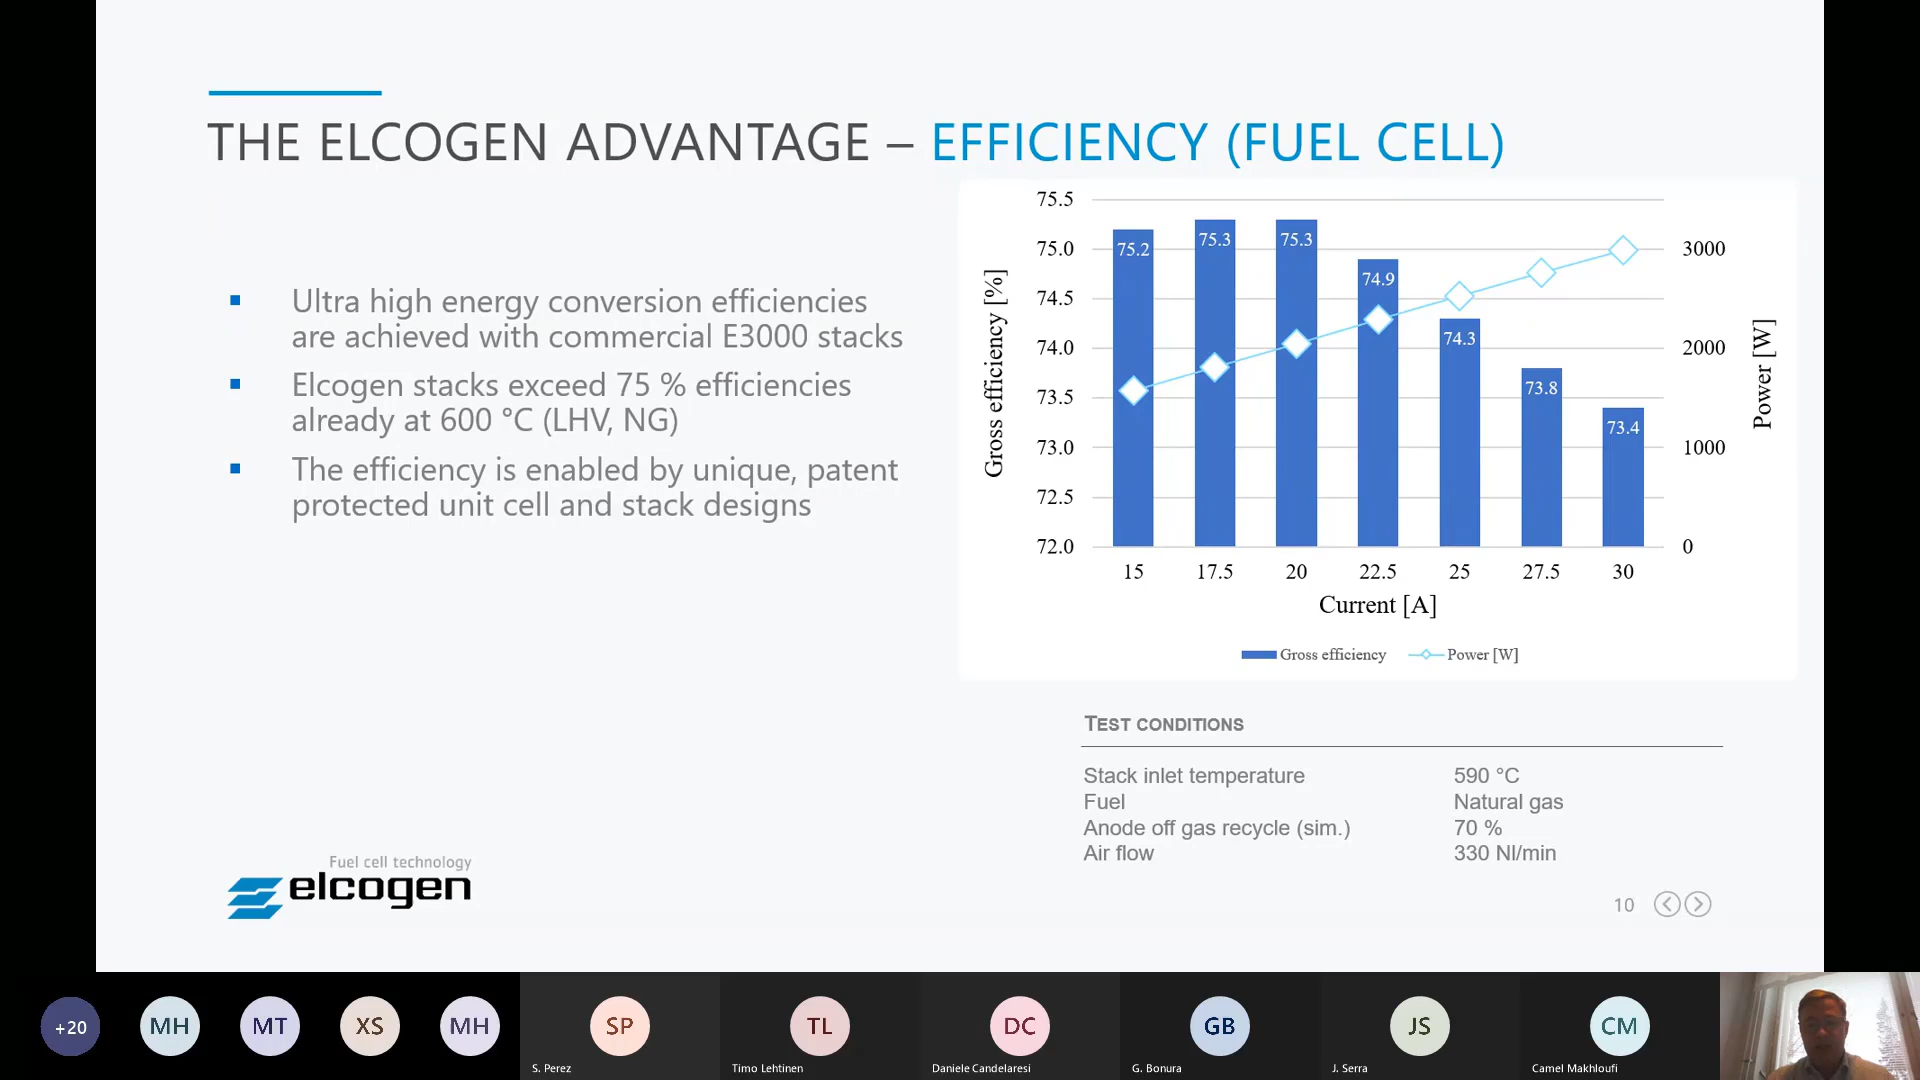 THE ELCOGEN ADVANTAGE – EFFICIENCY (FUEL CELL)
Ultra high energy conversion efficiencies
are achieved with commercial E3000 stacks
Elcogen stacks exceed 75 % efficiencies
already at 600 °C (LHV, NG)
The efficiency is enabled by unique, patent
protected unit cell and stack designs
75.5
75.0
74.5
74.0
73.5
73.0
72.5
72.0
Gross efficiency [%]
75.2
75.3
75.3
74.9
74.3
73.8
73.4
3000
2000
1000
0
Power [W]
15 17.5 20 22.5 25 27.5 30
Current [A]
Gross efficiency Power [W]
TEST CONDITIONS
Stack inlet temperature 590 °C
Fuel Natural gas
Anode off gas recycle (sim.) 70 %
Air flow 330 Nl/min
Fuel cell technology
elcogen
10
+20 MH MT XS MH SP TL DC GB JS CM
S. Perez Timo Lehtinen Daniele Candelaresi G. Bonura J. Serra Camel Makhloufi